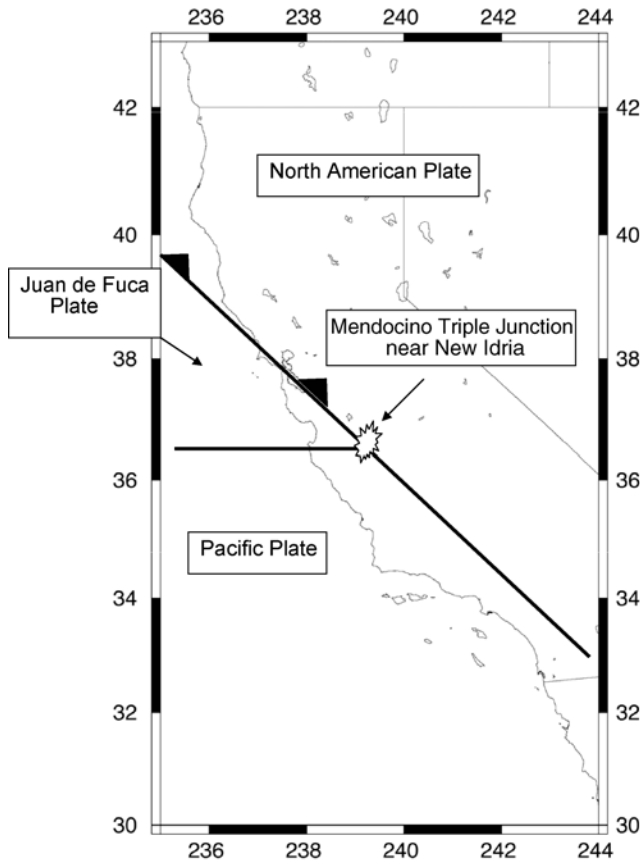 236 238 240 242 244
42
42
North American Plate
40
40
Juan de Fuca
Plate
Mendocino Triple Junction
near New Idria
38
38
36
36
Pacific Plate
34
34
32
32
30
30
236 238 240 242 244